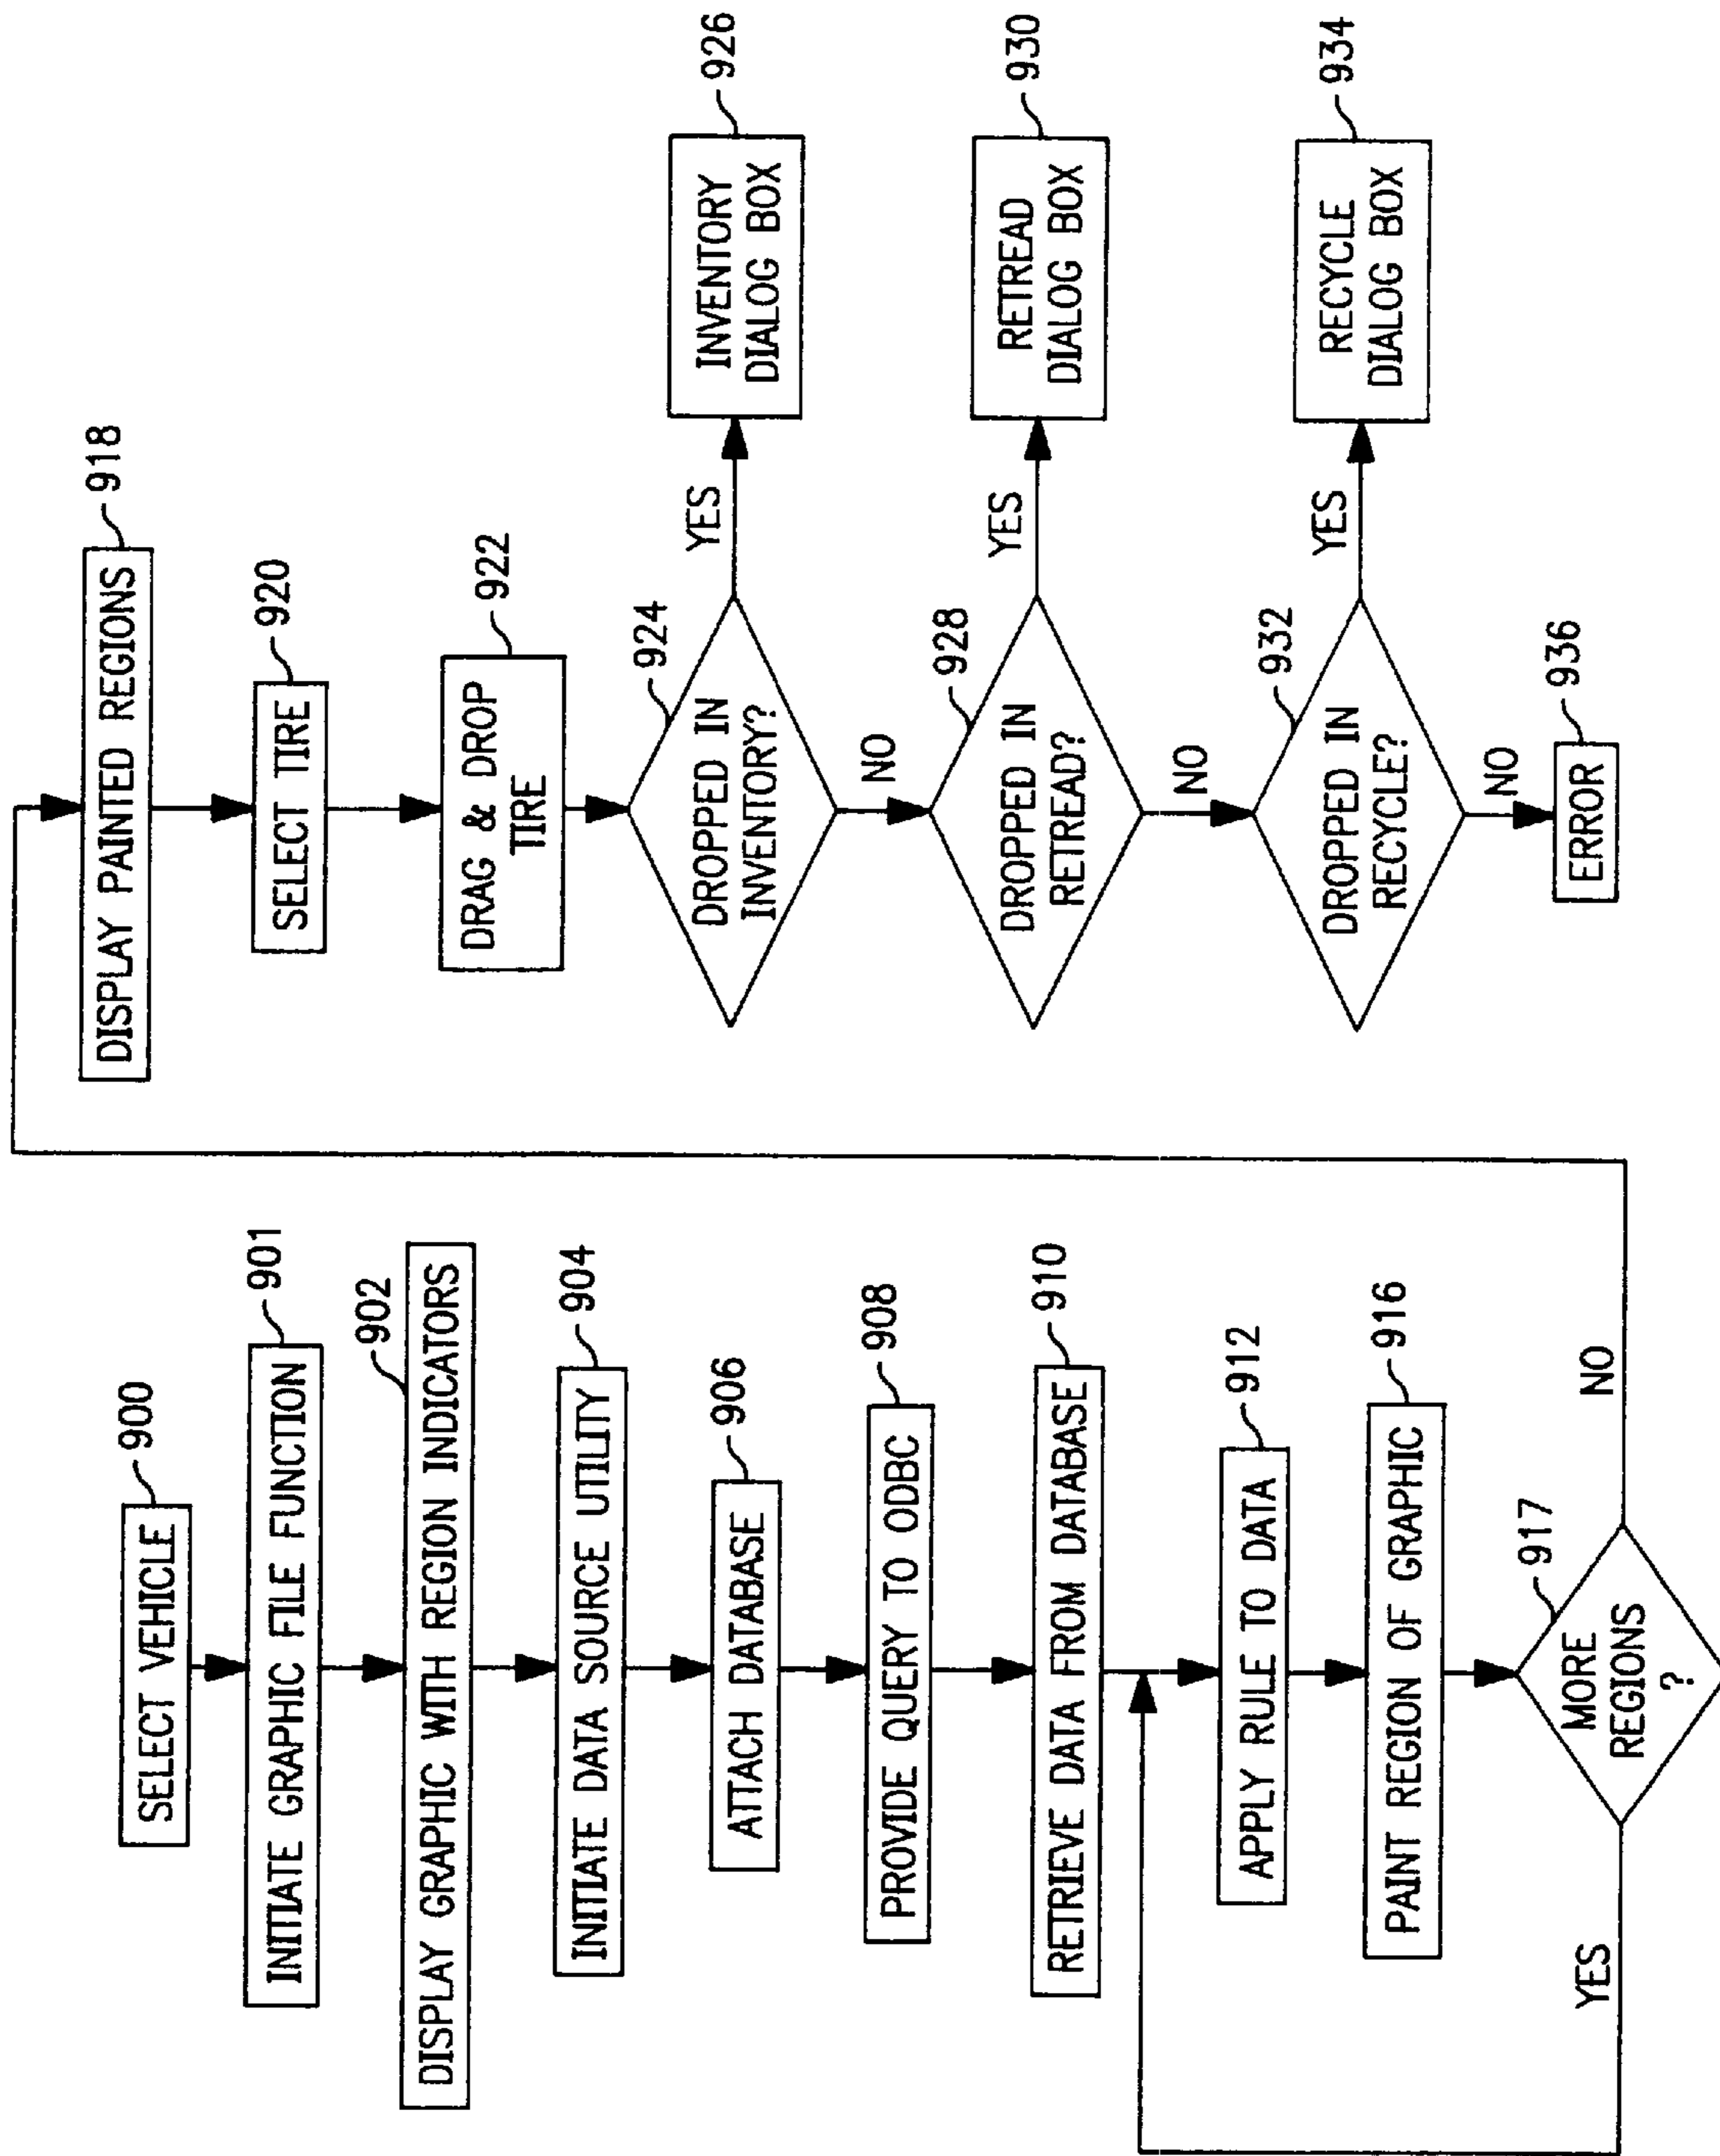 SELECT VEHICLE
900
INITIATE GRAPHIC FILE FUNCTION
901
902
DISPLAY GRAPHIC WITH REGION INDICATORS
INITIATE DATA SOURCE UTILITY
904
ATTACH DATABASE
906
PROVIDE QUERY TO ODBC
908
RETRIEVE DATA FROM DATABASE
910
APPLY RULE TO DATA
912
PAINT REGION OF GRAPHIC
916
MORE
REGIONS
?
917
YES
NO
DISPLAY PAINTED REGIONS
918
SELECT TIRE
920
DRAG & DROP
TIRE
922
DROPPED IN
INVENTORY?
924
YES
INVENTORY
DIALOG BOX
926
NO
DROPPED IN
RETREAD?
928
YES
RETREAD
DIALOG BOX
930
NO
DROPPED IN
RECYCLE?
932
YES
RECYCLE
DIALOG BOX
934
NO
ERROR
936